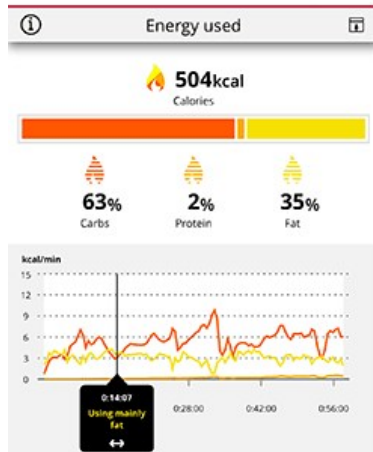 Energy used
504kcal
Calories
63%
2%
35%
Carbs
Protein
Fat
kcal/min
15
12
9
6
3
0
0:14:07
Using mainly
fat
0:28:00
0:42:00
0:56:00